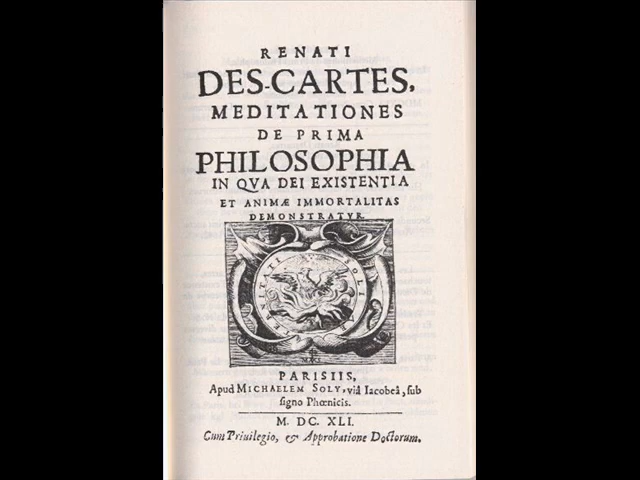 RENATI
DES-CARTES,
MEDITATIONES
DE PRIMA
PHILOSOPHIA
IN QVA DEI EXISTENTIA
ET ANIMÆ IMMORTALITAS
DEMONSTRATVR.
SOLI
PARISIIS,
Apud MICHAELEM SOLY, viâ Iacobeâ, sub
signo Phœnicis.
M. DC. XLI.
Cum Priuilegio, & Approbatione Doctorum.